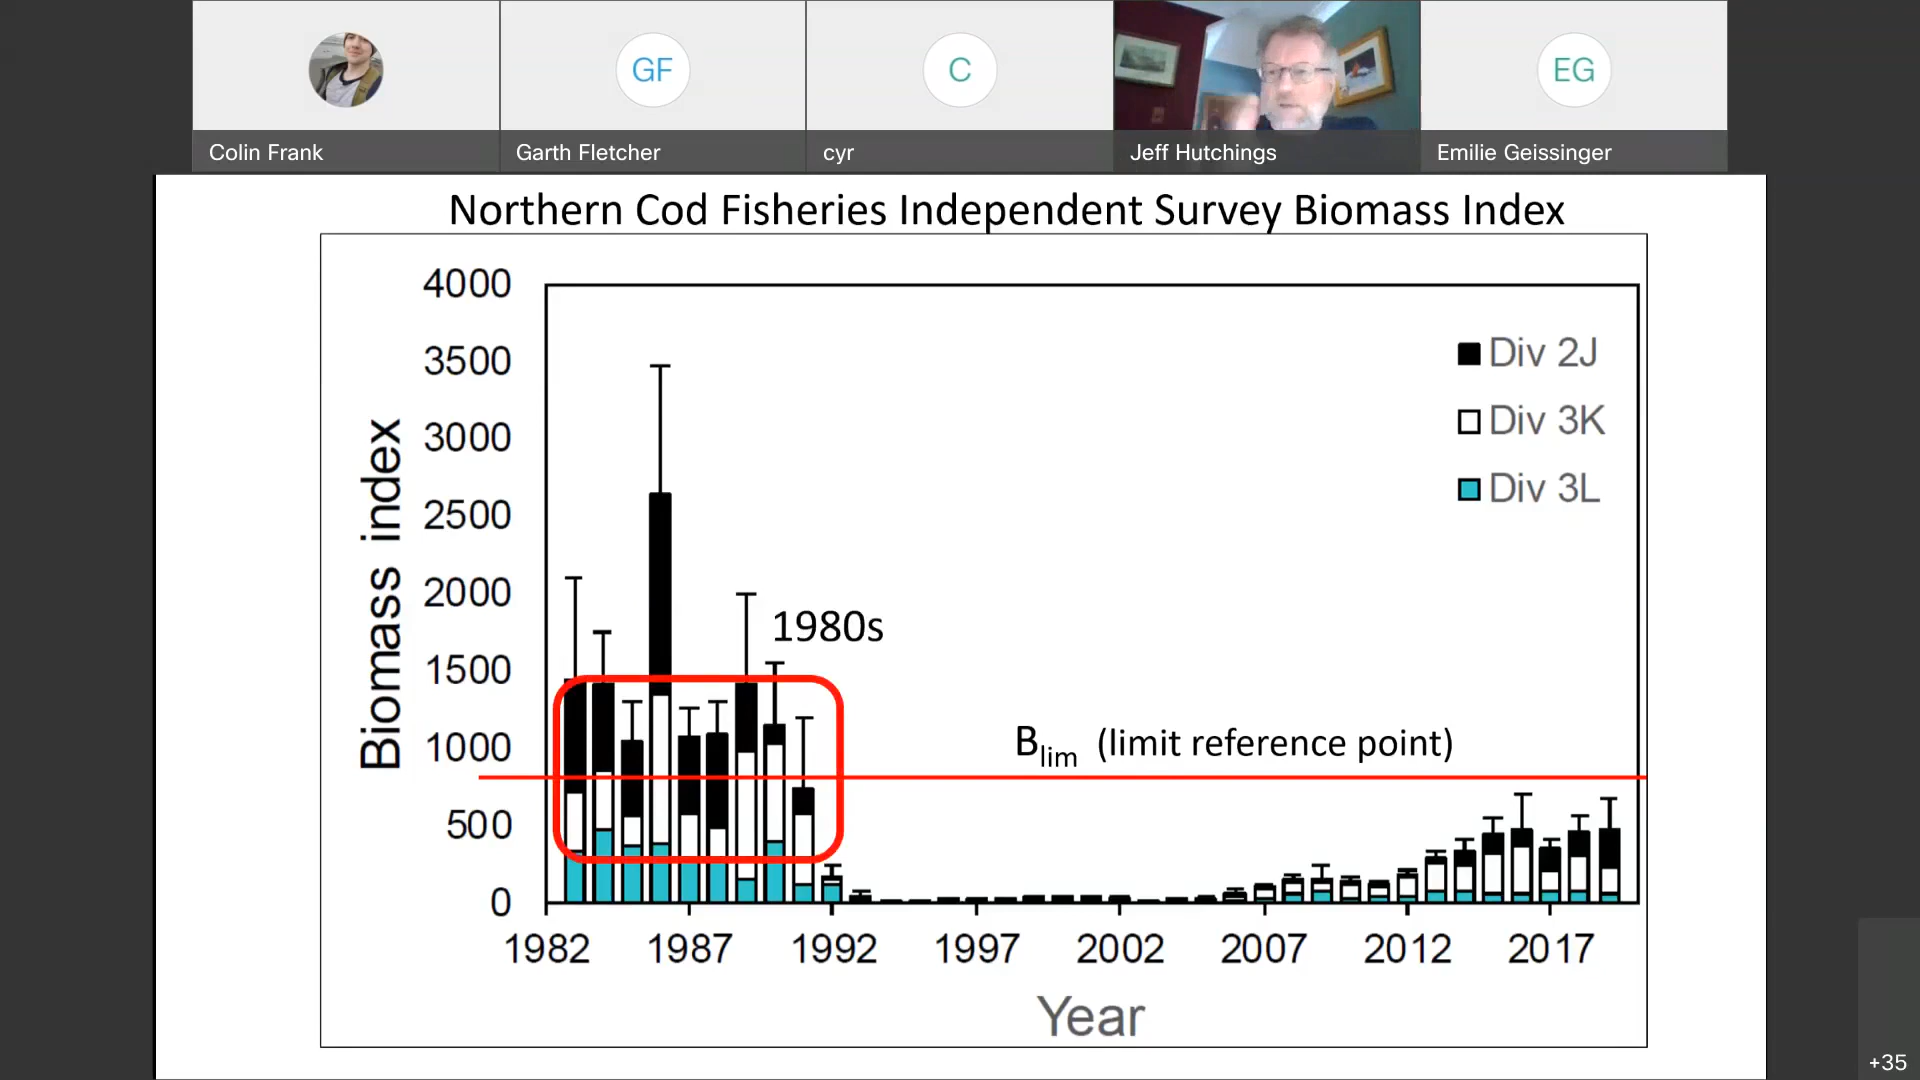 GF
C
EG
Colin Frank
Garth Fletcher
cyr
Jeff Hutchings
Emilie Geissinger
Northern Cod Fisheries Independent Survey Biomass Index
4000
3500
3000
2500
2000
1500
1000
500
0
Biomass index
Div 2J
Div 3K
Div 3L
1980s
Blim (limit reference point)
1982
1987
1992
1997
2002
2007
2012
2017
Year
+35